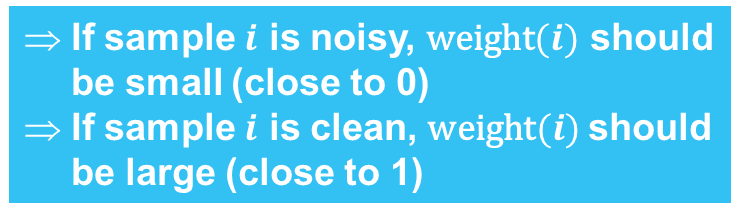 ⇒ If sample i is noisy, weight(i) should
be small (close to 0)
⇒ If sample i is clean, weight(i) should
be large (close to 1)